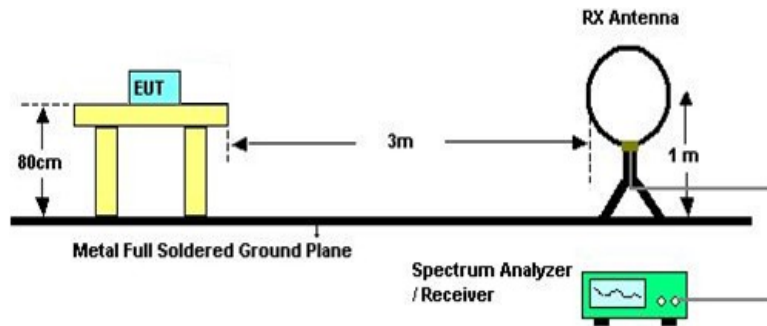 RX Antenna
EUT
3m
80cm
1 m
Metal Full Soldered Ground Plane
Spectrum Analyzer
/ Receiver